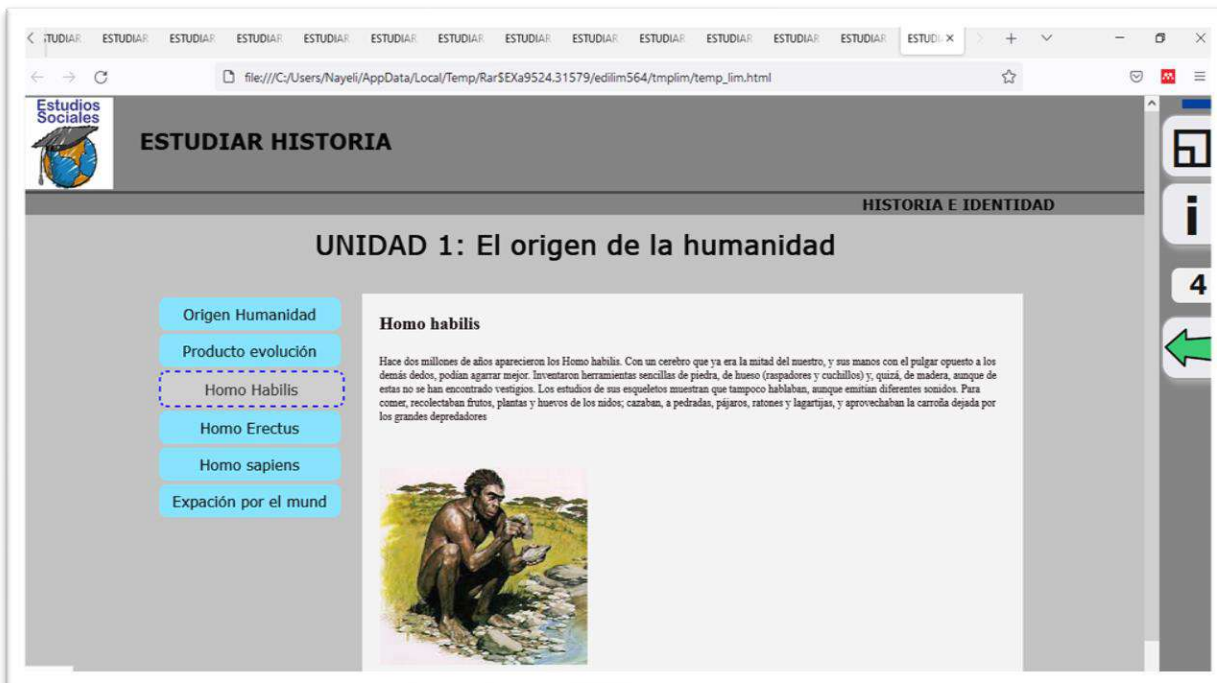 STUDIAR ESTUDIAR ESTUDIAR ESTUDIAR ESTUDIAR ESTUDIAR ESTUDIAR ESTUDIAR ESTUDIAR ESTUDIAR ESTUDIAR ESTUDIAR ESTUDIAR ESTUDI
file:///C:/Users/Nayeli/AppData/Local/Temp/Rar$EXa9524.31579/edilim564/tmplim/temp_lim.html
Estudios
Sociales
ESTUDIAR HISTORIA
HISTORIA E IDENTIDAD
i
4
UNIDAD 1: El origen de la humanidad
Origen Humanidad
Producto evolución
Homo Habilis
Homo Erectus
Homo sapiens
Expación por el mund
Homo habilis
Hace dos millones de años aparecieron los Homo habilis. Con un cerebro que ya era la mitad del nuestro, y sus manos con el pulgar opuesto a los
demás dedos, podían agarrar mejor. Inventaron herramientas sencillas de piedra, de hueso (raspadores y cuchillos) y, quizá, de madera, aunque de
estas no se han encontrado vestigios. Los estudios de sus esqueletos muestran que tampoco hablaban, aunque emitían diferentes sonidos. Para
comer, recolectaban frutos, plantas y huevos de los nidos; cazaban, a pedradas, pájaros, ratones y lagartijas, y aprovechaban la carroña dejada por
los grandes depredadores